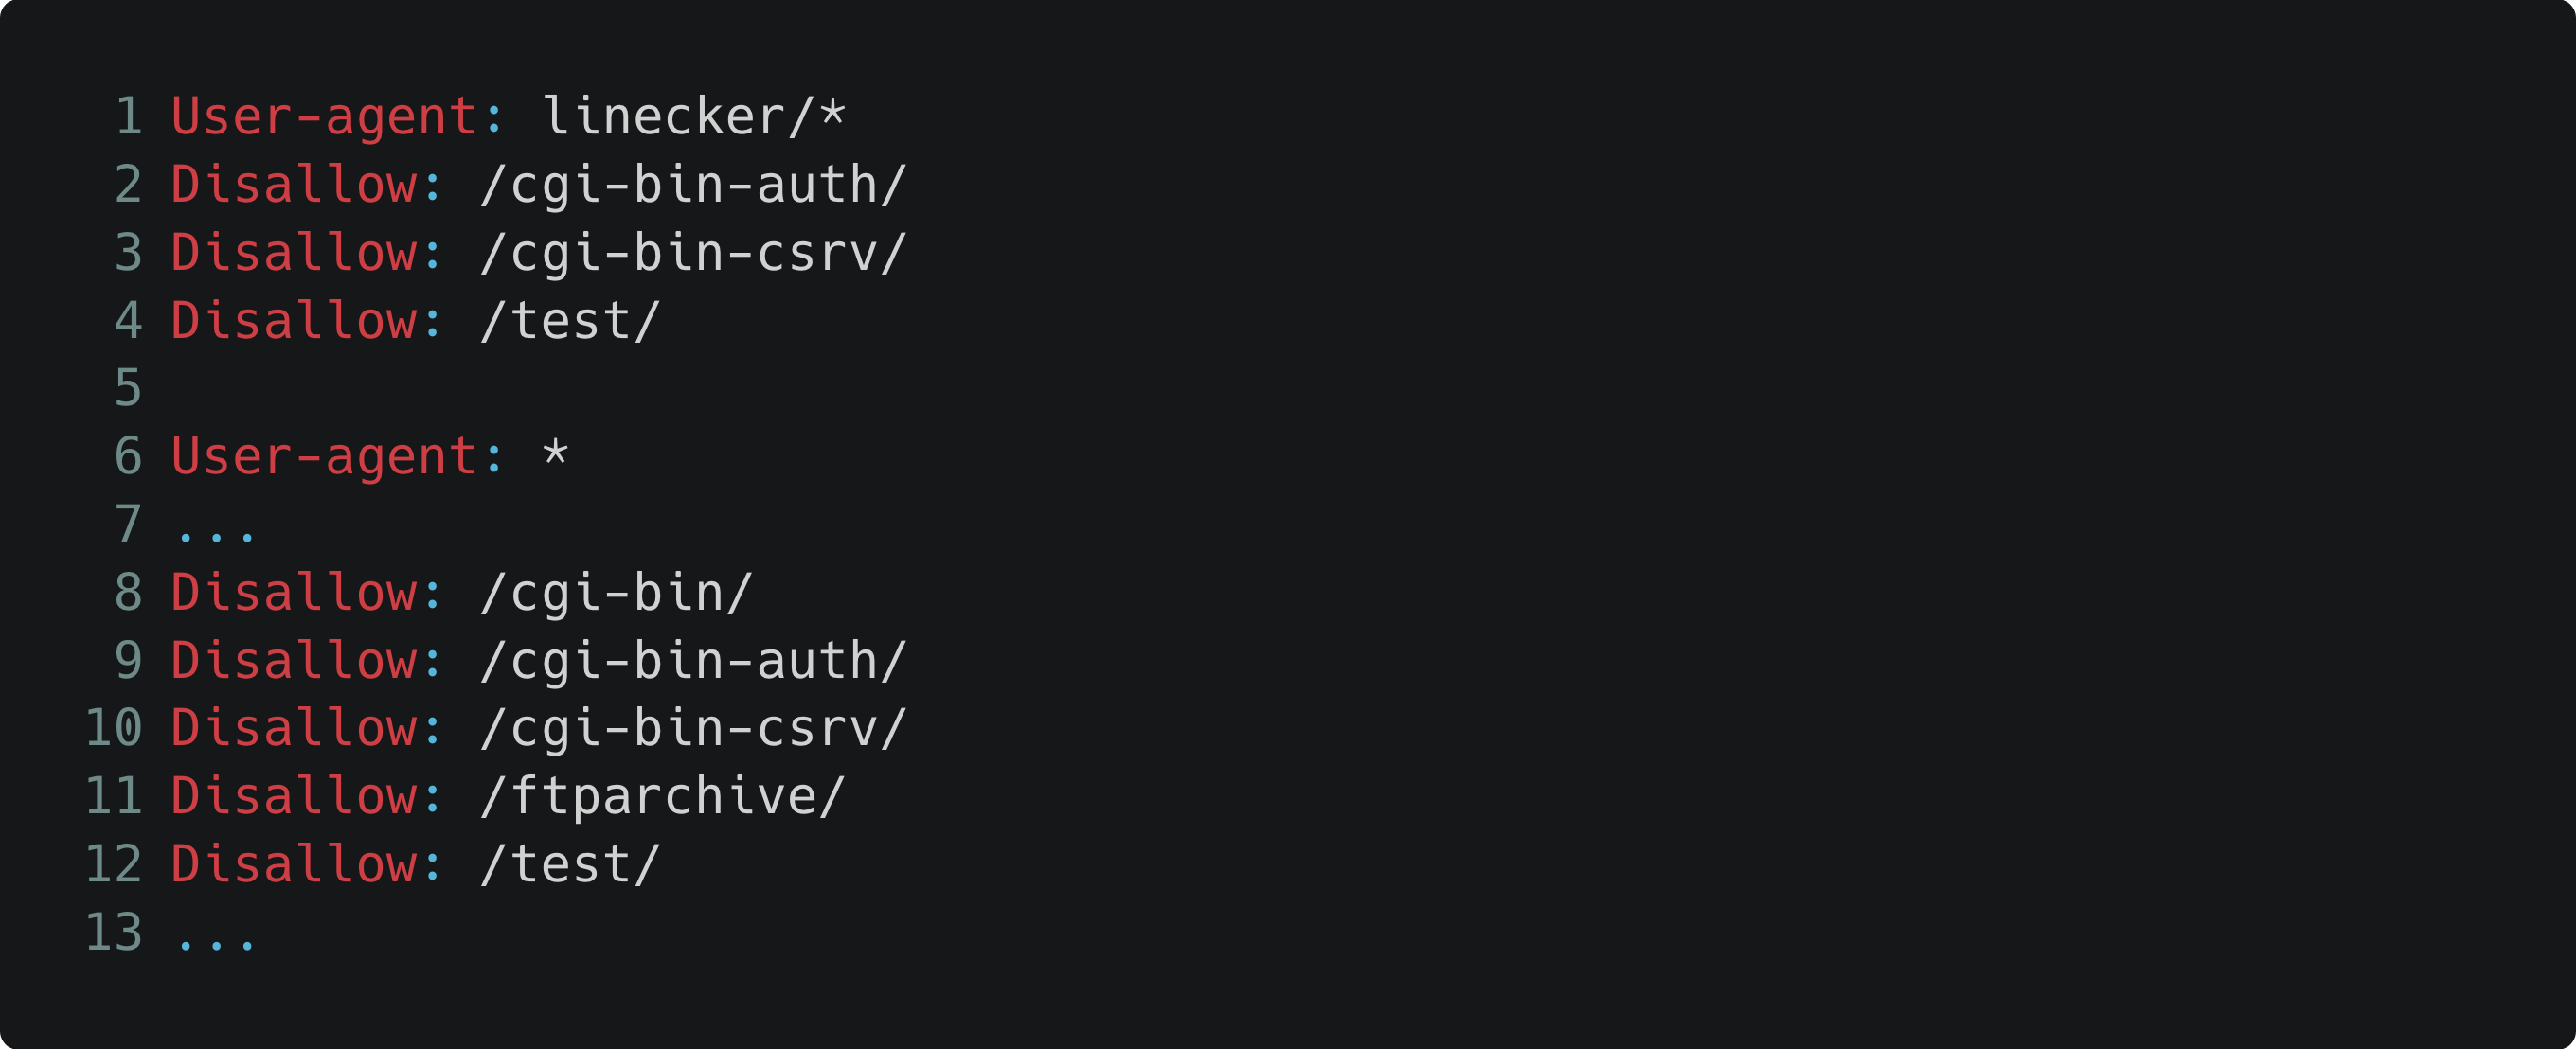 1 User-agent: linecker/*
2 Disallow: /cgi-bin-auth/
3 Disallow: /cgi-bin-csrv/
4 Disallow: /test/
5
6 User-agent: *
7 ...
8 Disallow: /cgi-bin/
9 Disallow: /cgi-bin-auth/
10 Disallow: /cgi-bin-csrv/
11 Disallow: /ftparchive/
12 Disallow: /test/
13 ...